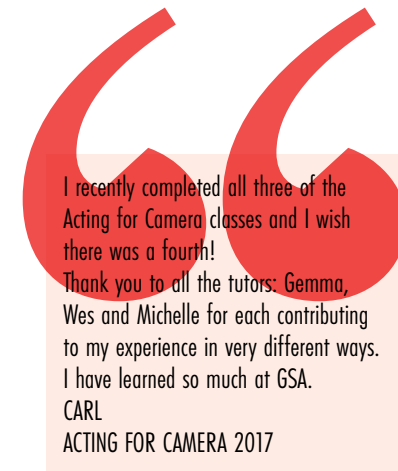 I recently completed all three of the
Acting for Camera classes and I wish
there was a fourth!
Thank you to all the tutors: Gemma,
Wes and Michelle for each contributing
to my experience in very different ways.
I have learned so much at GSA.
CARL
ACTING FOR CAMERA 2017